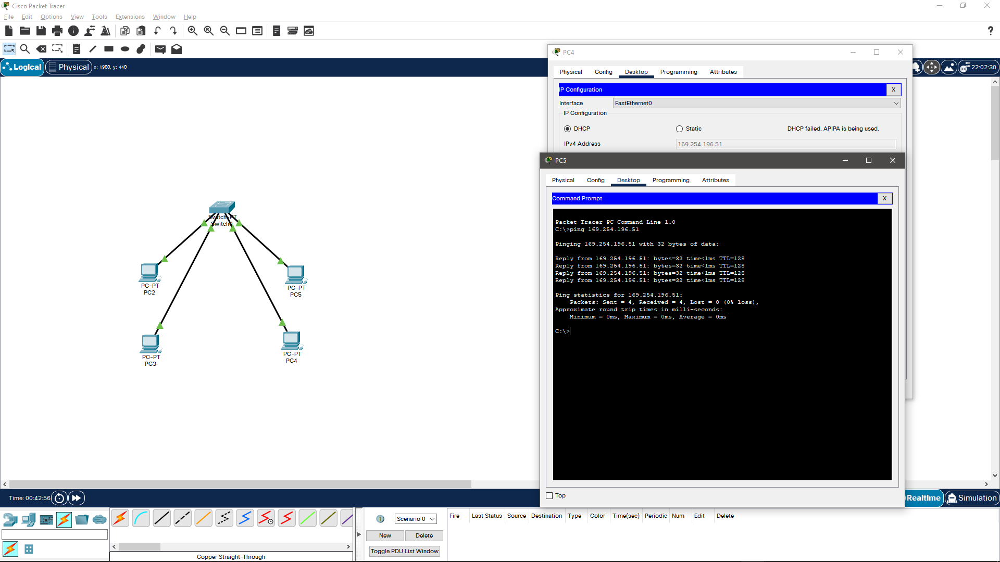 Cisco Packet Tracer
File Edit Options View Tools Extensions Window Help
?
Logical
Physical
x: 1900, y: 440
22:02:30
PC4
Physical Config Desktop Programming Attributes
IP Configuration
X
Interface
FastEthernet0
IP Configuration
DHCP
Static
DHCP failed. APIPA is being used.
IPv4 Address
169.254.196.51
PC5
Physical Config Desktop Programming Attributes
Command Prompt
X
Packet Tracer PC Command Line 1.0
C:\>ping 169.254.196.51
Pinging 169.254.196.51 with 32 bytes of data:
Reply from 169.254.196.51: bytes=32 time<1ms TTL=128
Reply from 169.254.196.51: bytes=32 time<1ms TTL=128
Reply from 169.254.196.51: bytes=32 time<1ms TTL=128
Reply from 169.254.196.51: bytes=32 time<1ms TTL=128
Ping statistics for 169.254.196.51:
Packets: Sent = 4, Received = 4, Lost = 0 (0% loss),
Approximate round trip times in milli-seconds:
Minimum = 0ms, Maximum = 0ms, Average = 0ms
C:\>
Top
Switch-PT
Switch0
PC-PT
PC2
PC-PT
PC5
PC-PT
PC3
PC-PT
PC4
Time: 00:42:56
Realtime
Simulation
Scenario 0
New
Delete
Toggle PDU List Window
Fire Last Status Source Destination Type Color Time(sec) Periodic Num Edit Delete
Copper Straight-Through